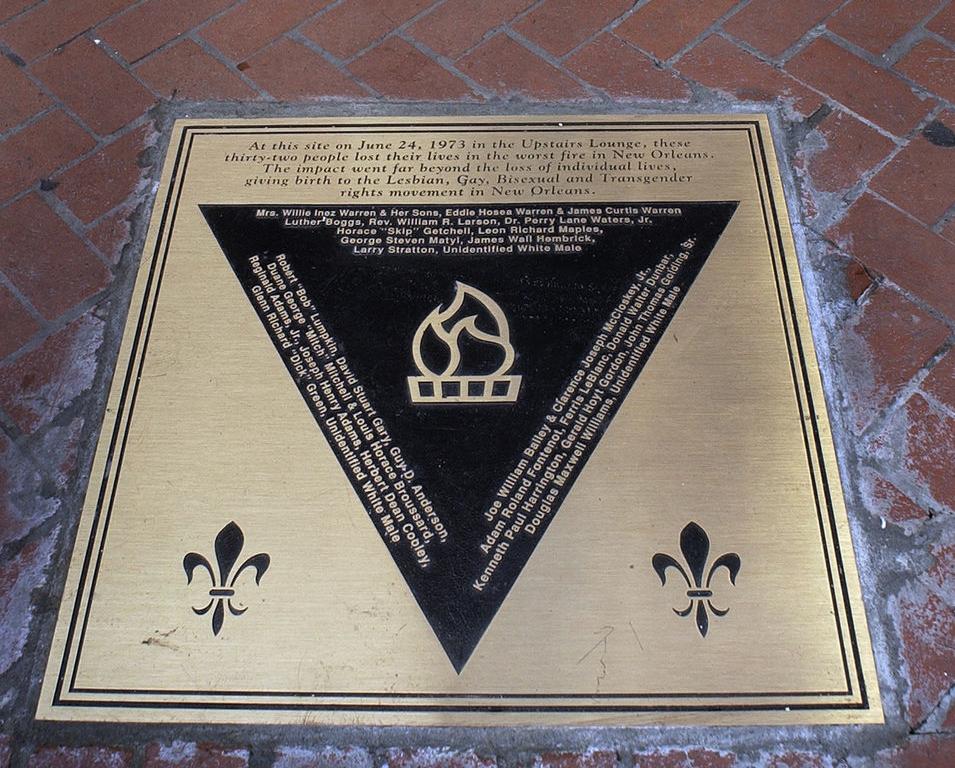 At this site on June 24, 1973 in the Upstairs Lounge, these
thirty-two people lost their lives in the worst fire in New Orleans.
The impact went far beyond the loss of individual lives,
giving birth to the Lesbian, Gay, Bisexual and Transgender
rights movement in New Orleans.
Mrs. Willie Inez Warren & Her Sons, Eddie Hosea Warren & James Curtis Warren
Luther Boggs, Rev. William R. Larson, Dr. Perry Lane Waters, Jr.
Horace "Skip" Getchell, Leon Richard Maples,
George Steven Matyi, James Wall Hembrick,
Larry Stratton, Unidentified White Male
Robert "Bob" Lumpkin, David Stuart Gary, Guy D. Anderson,
Duane George "Mitch" Mitchell & Louis Horace Broussard,
Reginald Adams, Jr., Joseph Henry Adams, Herbert Dean Cooley,
Glenn Richard "Dick" Green, Unidentified White Male
Joe William Bailey & Clarence Joseph McCloskey, Jr.,
Adam Roland Fontenot, Ferris LeBlanc, Donald Walter Dunbar,
Kenneth Paul Harrington, Gerald Hoyt Gordon, John Thomas Golding, Sr.
Douglas Maxwell Williams, Unidentified White Male